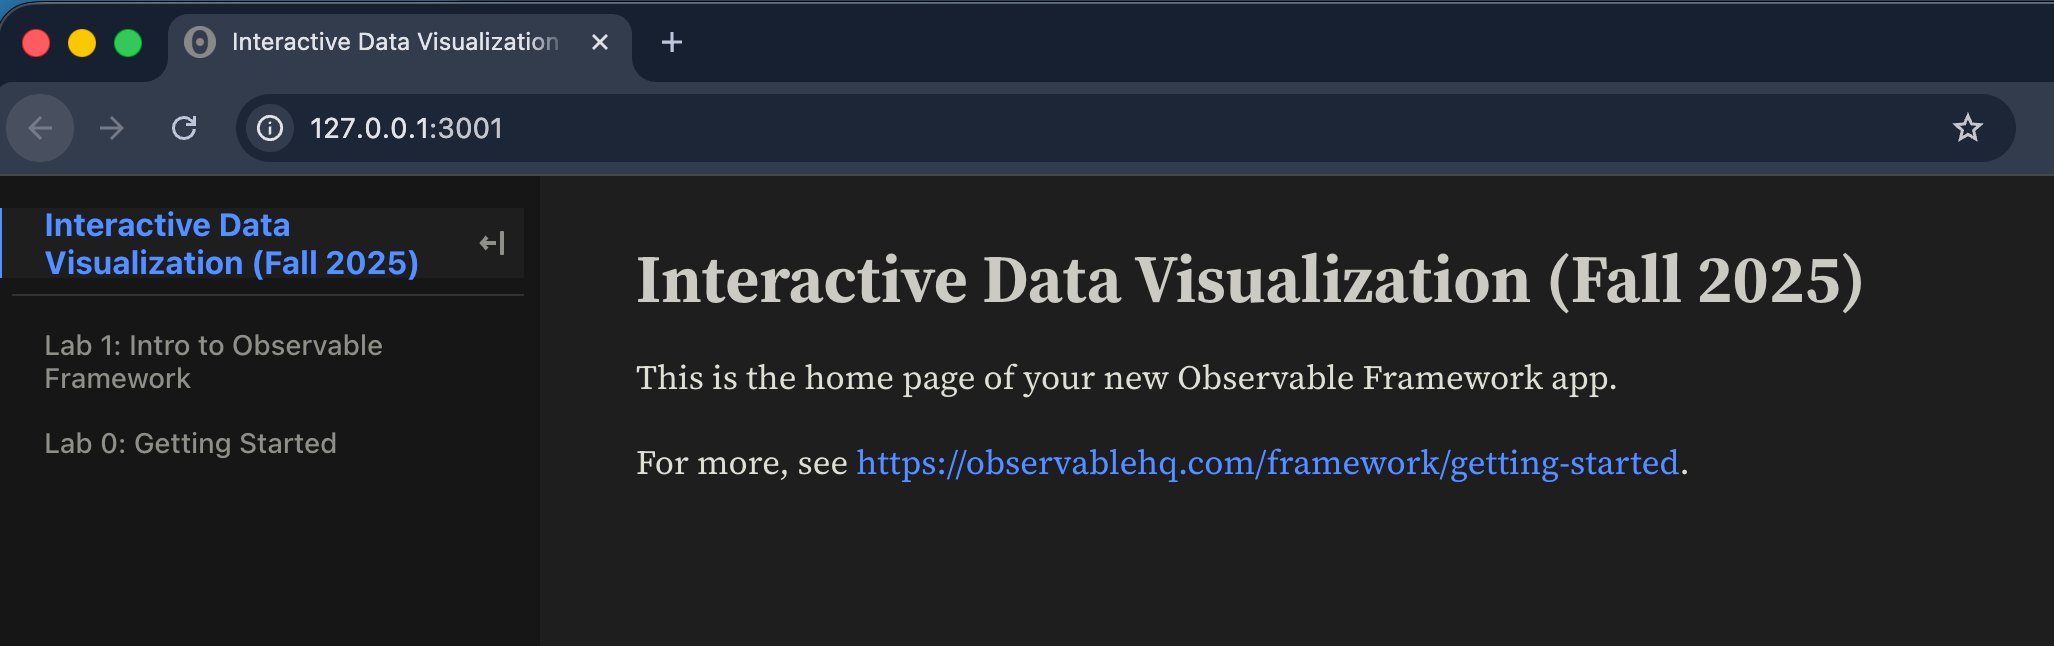 Interactive Data Visualization
127.0.0.1:3001
Interactive Data
Visualization (Fall 2025)
Lab 1: Intro to Observable
Framework
Lab 0: Getting Started
Interactive Data Visualization (Fall 2025)
This is the home page of your new Observable Framework app.
For more, see https://observablehq.com/framework/getting-started.